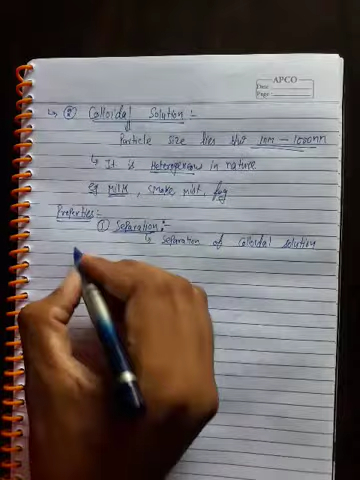 APCO
Date:
Page:
↳ ② Colloidal Solution :-
Particle size lies b/w 1nm – 1000nm
↳ It is Heterogeneous in nature
Eg Milk, smoke mist, fog
Properties:-
① Separation:-
↳ Separation of colloidal solution